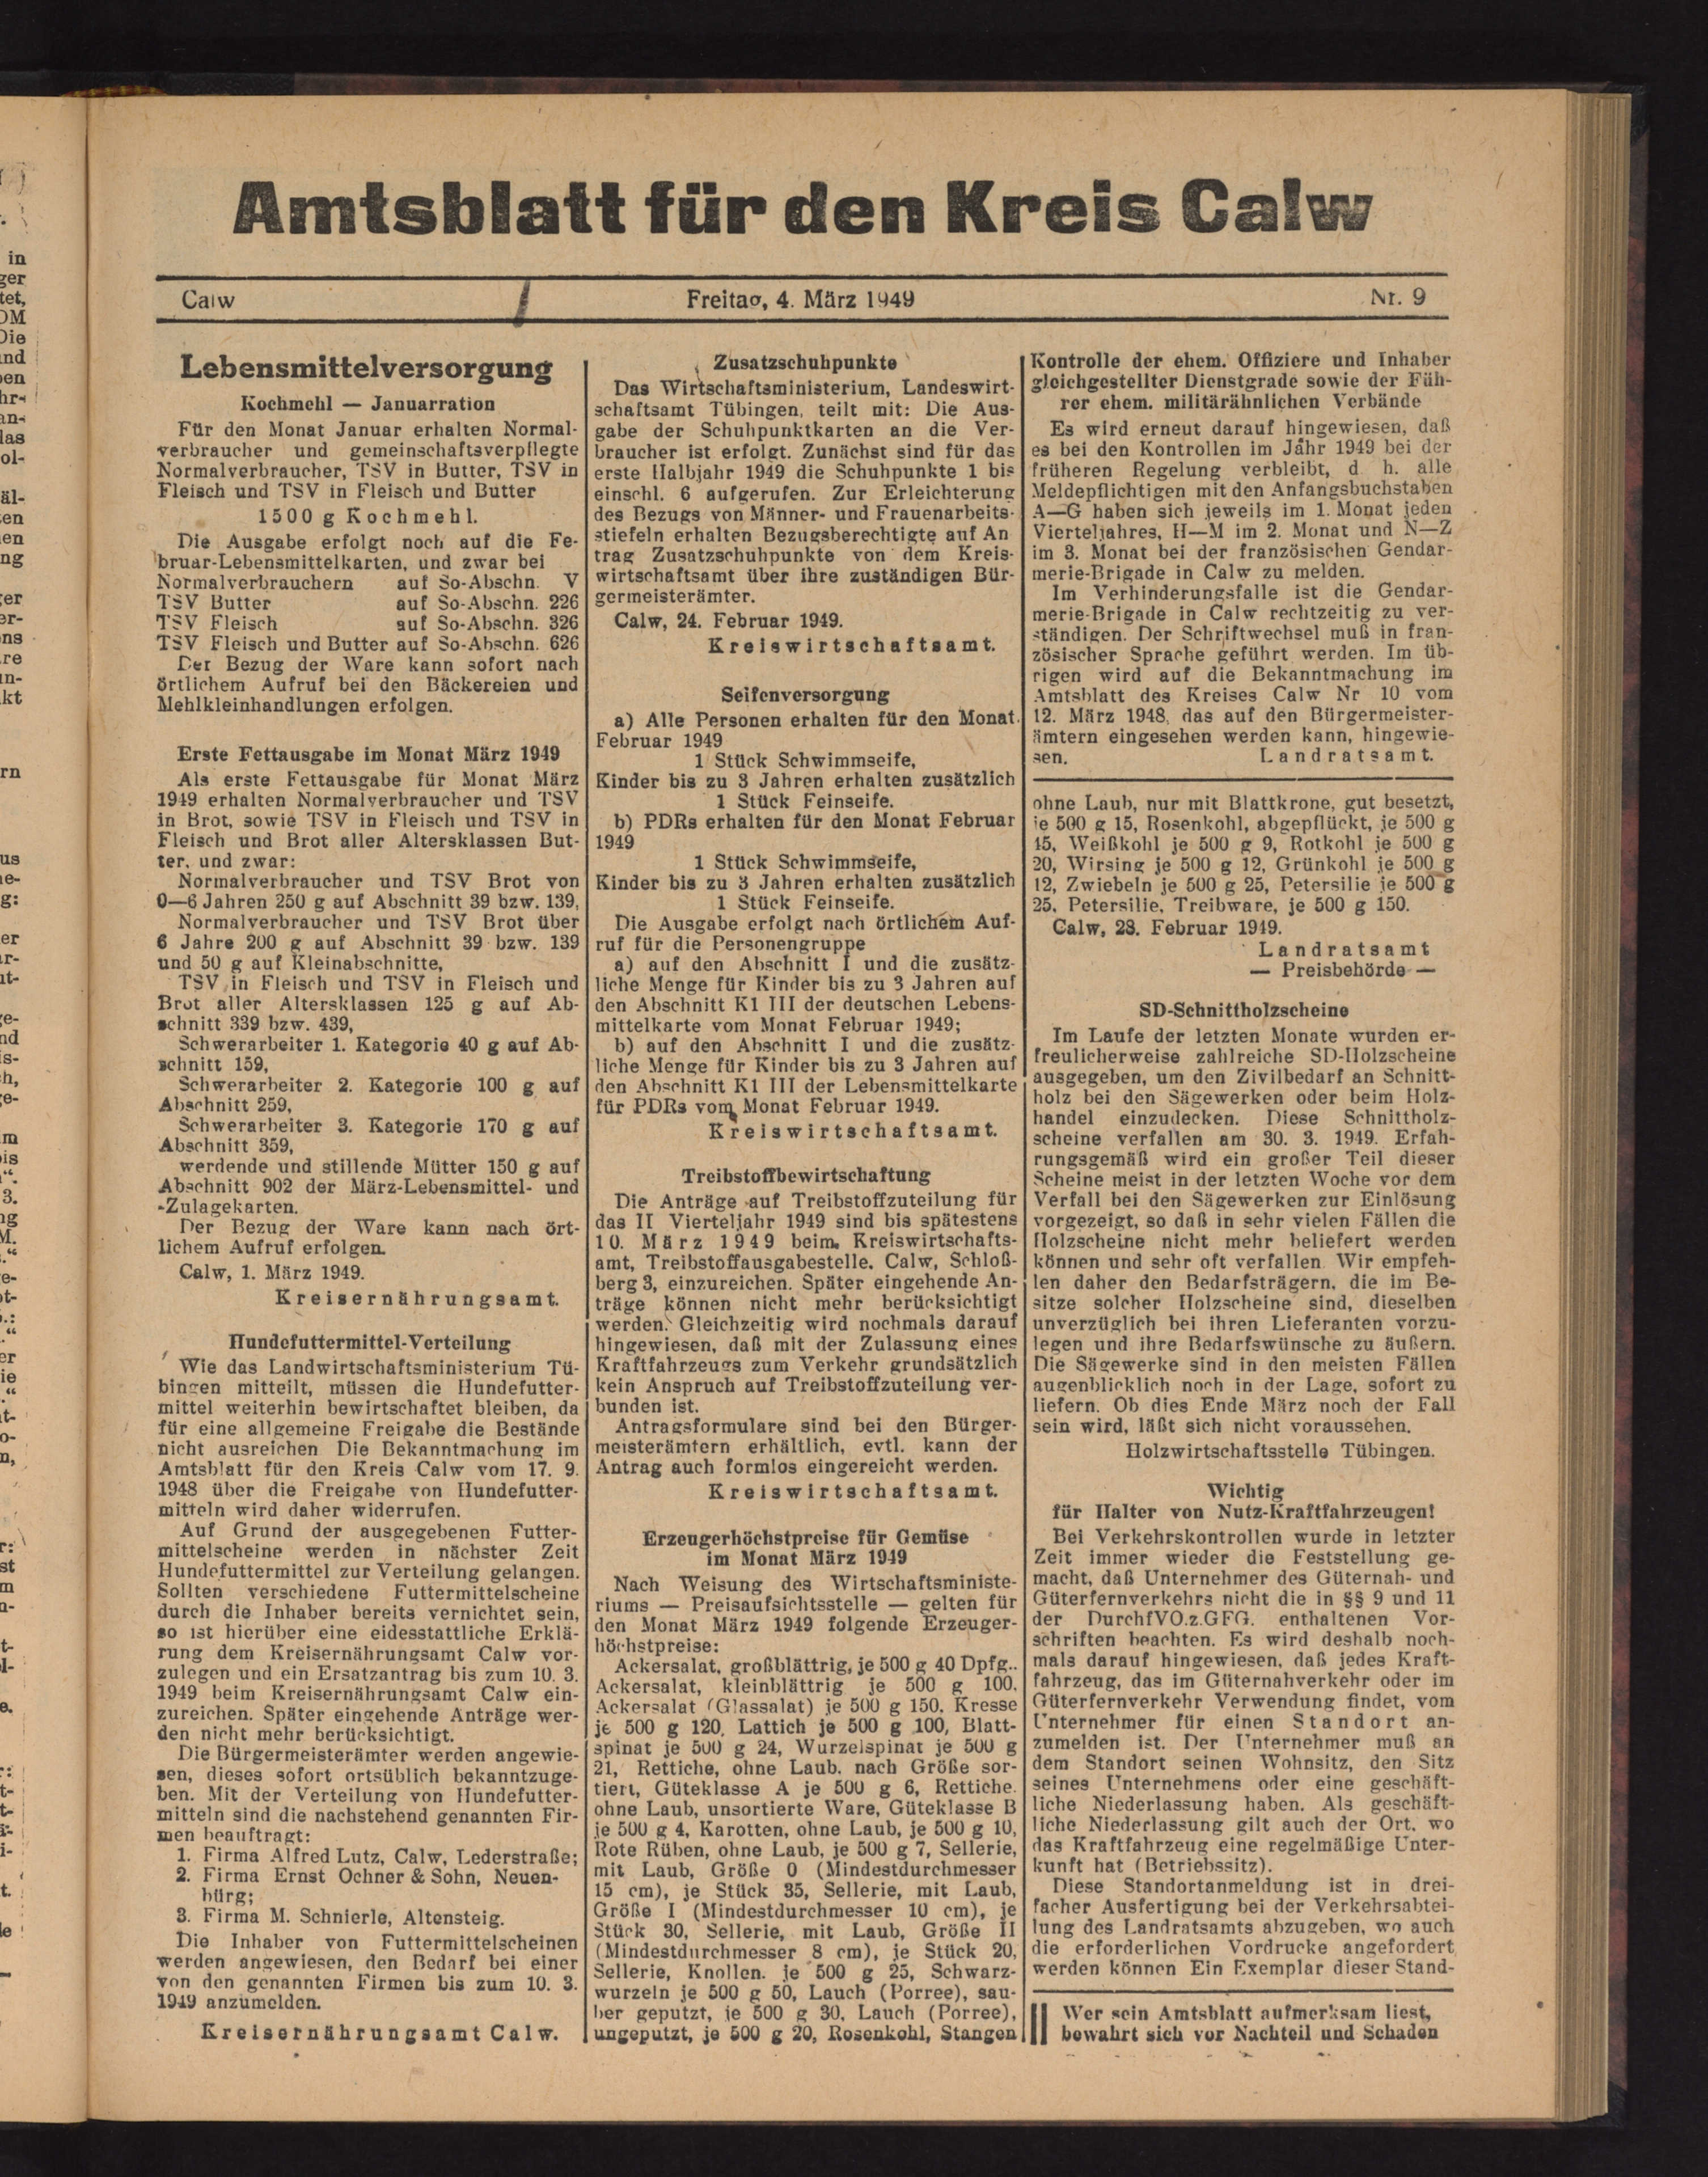 Amtsblatt für den Kreis Calw
Calw
Freitag, 4. März 1949
Nr. 9
Lebensmittelversorgung
Kochmehl — Januarration
Für den Monat Januar erhalten Normal-
verbraucher und gemeinschaftsverpflegte
Normalverbraucher, TSV in Butter, TSV in
Fleisch und TSV in Fleisch und Butter
1500 g Kochmehl.
Die Ausgabe erfolgt noch auf die Fe-
bruar-Lebensmittelkarten, und zwar bei
Normalverbrauchern auf So-Abschn. V
TSV Butter auf So-Abschn. 226
TSV Fleisch auf So-Abschn. 326
TSV Fleisch und Butter auf So-Abschn. 626
Der Bezug der Ware kann sofort nach
örtlichem Aufruf bei den Bäckereien und
Mehlkleinhandlungen erfolgen.
Erste Fettausgabe im Monat März 1949
Als erste Fettausgabe für Monat März
1949 erhalten Normalverbraucher und TSV
in Brot, sowie TSV in Fleisch und TSV in
Fleisch und Brot aller Altersklassen But-
ter, und zwar:
Normalverbraucher und TSV Brot von
0—6 Jahren 250 g auf Abschnitt 39 bzw. 139,
Normalverbraucher und TSV Brot über
6 Jahre 200 g auf Abschnitt 39 bzw. 139
und 50 g auf Kleinabschnitte,
TSV in Fleisch und TSV in Fleisch und
Brot aller Altersklassen 125 g auf Ab-
schnitt 339 bzw. 439,
Schwerarbeiter 1. Kategorie 40 g auf Ab-
schnitt 159,
Schwerarbeiter 2. Kategorie 100 g auf
Abschnitt 259,
Schwerarbeiter 3. Kategorie 170 g auf
Abschnitt 359,
werdende und stillende Mütter 150 g auf
Abschnitt 902 der März-Lebensmittel- und
-Zulagekarten.
Der Bezug der Ware kann nach ört-
lichem Aufruf erfolgen.
Calw, 1. März 1949.
Kreisernährungsamt.
Hundefuttermittel-Verteilung
Wie das Landwirtschaftsministerium Tü-
bingen mitteilt, müssen die Hundefutter-
mittel weiterhin bewirtschaftet bleiben, da
für eine allgemeine Freigabe die Bestände
nicht ausreichen Die Bekanntmachung im
Amtsblatt für den Kreis Calw vom 17. 9.
1948 über die Freigabe von Hundefutter-
mitteln wird daher widerrufen.
Auf Grund der ausgegebenen Futter-
mittelscheine werden in nächster Zeit
Hundefuttermittel zur Verteilung gelangen.
Sollten verschiedene Futtermittelscheine
durch die Inhaber bereits vernichtet sein,
so ist hierüber eine eidesstattliche Erklä-
rung dem Kreisernährungsamt Calw vor-
zulegen und ein Ersatzantrag bis zum 10. 3.
1949 beim Kreisernährungsamt Calw ein-
zureichen. Später eingehende Anträge wer-
den nicht mehr berücksichtigt.
Die Bürgermeisterämter werden angewie-
sen, dieses sofort ortsüblich bekanntzuge-
ben. Mit der Verteilung von Hundefutter-
mitteln sind die nachstehend genannten Fir-
men beauftragt:
1. Firma Alfred Lutz, Calw, Lederstraße;
2. Firma Ernst Ochner & Sohn, Neuen-
bürg;
3. Firma M. Schnierle, Altensteig.
Die Inhaber von Futtermittelscheinen
werden angewiesen, den Bedarf bei einer
von den genannten Firmen bis zum 10. 3.
1949 anzumelden.
Kreisernährungsamt Calw.
Zusatzschuhpunkte
Das Wirtschaftsministerium, Landeswirt-
schaftsamt Tübingen, teilt mit: Die Aus-
gabe der Schuhpunktkarten an die Ver-
braucher ist erfolgt. Zunächst sind für das
erste Halbjahr 1949 die Schuhpunkte 1 bis
einschl. 6 aufgerufen. Zur Erleichterung
des Bezugs von Männer- und Frauenarbeits-
stiefeln erhalten Bezugsberechtigte auf An
trag Zusatzschuhpunkte von dem Kreis-
wirtschaftsamt über ihre zuständigen Bür-
germeisterämter.
Calw, 24. Februar 1949.
Kreiswirtschaftsamt.
Seifenversorgung
a) Alle Personen erhalten für den Monat
Februar 1949
1 Stück Schwimmseife,
Kinder bis zu 3 Jahren erhalten zusätzlich
1 Stück Feinseife.
b) PDRs erhalten für den Monat Februar
1949
1 Stück Schwimmseife,
Kinder bis zu 3 Jahren erhalten zusätzlich
1 Stück Feinseife.
Die Ausgabe erfolgt nach örtlichem Auf-
ruf für die Personengruppe
a) auf den Abschnitt I und die zusätz-
liche Menge für Kinder bis zu 3 Jahren auf
den Abschnitt K1 III der deutschen Lebens-
mittelkarte vom Monat Februar 1949;
b) auf den Abschnitt I und die zusätz-
liche Menge für Kinder bis zu 3 Jahren auf
den Abschnitt K1 III der Lebensmittelkarte
für PDRs vom Monat Februar 1949.
Kreiswirtschaftsamt.
Treibstoffbewirtschaftung
Die Anträge auf Treibstoffzuteilung für
das II Vierteljahr 1949 sind bis spätestens
10. März 1949 beim Kreiswirtschafts-
amt, Treibstoffausgabestelle, Calw, Schloß-
berg 3, einzureichen. Später eingehende An-
träge können nicht mehr berücksichtigt
werden. Gleichzeitig wird nochmals darauf
hingewiesen, daß mit der Zulassung eines
Kraftfahrzeugs zum Verkehr grundsätzlich
kein Anspruch auf Treibstoffzuteilung ver-
bunden ist.
Antragsformulare sind bei den Bürger-
meisterämtern erhältlich, evtl. kann der
Antrag auch formlos eingereicht werden.
Kreiswirtschaftsamt.
Erzeugerhöchstpreise für Gemüse
im Monat März 1949
Nach Weisung des Wirtschaftsministe-
riums — Preisaufsichtsstelle — gelten für
den Monat März 1949 folgende Erzeuger-
höchstpreise:
Ackersalat, großblättrig, je 500 g 40 Dpfg..
Ackersalat, kleinblättrig je 500 g 100,
Ackersalat (Glassalat) je 500 g 150, Kresse
je 500 g 120, Lattich je 500 g 100, Blatt-
spinat je 500 g 24, Wurzelspinat je 500 g
21, Rettiche, ohne Laub, nach Größe sor-
tiert, Güteklasse A je 500 g 6, Rettiche,
ohne Laub, unsortierte Ware, Güteklasse B
je 500 g 4, Karotten, ohne Laub, je 500 g 10,
Rote Rüben, ohne Laub, je 500 g 7, Sellerie,
mit Laub, Größe 0 (Mindestdurchmesser
15 cm), je Stück 35, Sellerie, mit Laub,
Größe I (Mindestdurchmesser 10 cm), je
Stück 30, Sellerie, mit Laub, Größe II
(Mindestdurchmesser 8 cm), je Stück 20,
Sellerie, Knollen, je 500 g 25, Schwarz-
wurzeln je 500 g 50, Lauch (Porree), sau-
ber geputzt, je 500 g 30, Lauch (Porree),
ungeputzt, je 500 g 20, Rosenkohl, Stangen
Kontrolle der ehem. Offiziere und Inhaber
gleichgestellter Dienstgrade sowie der Füh-
rer ehem. militärähnlichen Verbände
Es wird erneut darauf hingewiesen, daß
es bei den Kontrollen im Jahr 1949 bei der
früheren Regelung verbleibt, d h. alle
Meldepflichtigen mit den Anfangsbuchstaben
A—G haben sich jeweils im 1. Monat jeden
Vierteljahres, H—M im 2. Monat und N—Z
im 3. Monat bei der französischen Gendar-
merie-Brigade in Calw zu melden.
Im Verhinderungsfalle ist die Gendar-
merie-Brigade in Calw rechtzeitig zu ver-
ständigen. Der Schriftwechsel muß in fran-
zösischer Sprache geführt werden. Im üb-
rigen wird auf die Bekanntmachung im
Amtsblatt des Kreises Calw Nr 10 vom
12. März 1948, das auf den Bürgermeister-
ämtern eingesehen werden kann, hingewie-
sen. Landratsamt.
ohne Laub, nur mit Blattkrone, gut besetzt,
je 500 g 15, Rosenkohl, abgepflückt, je 500 g
45, Weißkohl je 500 g 9, Rotkohl je 500 g
20, Wirsing je 500 g 12, Grünkohl je 500 g
12, Zwiebeln je 500 g 25, Petersilie je 500 g
25, Petersilie, Treibware, je 500 g 150.
Calw, 28. Februar 1949.
Landratsamt
— Preisbehörde —
SD-Schnittholzscheine
Im Laufe der letzten Monate wurden er-
freulicherweise zahlreiche SD-Holzscheine
ausgegeben, um den Zivilbedarf an Schnitt-
holz bei den Sägewerken oder beim Holz-
handel einzudecken. Diese Schnittholz-
scheine verfallen am 30. 3. 1949. Erfah-
rungsgemäß wird ein großer Teil dieser
Scheine meist in der letzten Woche vor dem
Verfall bei den Sägewerken zur Einlösung
vorgezeigt, so daß in sehr vielen Fällen die
Holzscheine nicht mehr beliefert werden
können und sehr oft verfallen Wir empfeh-
len daher den Bedarfsträgern, die im Be-
sitze solcher Holzscheine sind, dieselben
unverzüglich bei ihren Lieferanten vorzu-
legen und ihre Bedarfswünsche zu äußern.
Die Sägewerke sind in den meisten Fällen
augenblicklich noch in der Lage, sofort zu
liefern. Ob dies Ende März noch der Fall
sein wird, läßt sich nicht voraussehen.
Holzwirtschaftsstelle Tübingen.
Wichtig
für Halter von Nutz-Kraftfahrzeugen!
Bei Verkehrskontrollen wurde in letzter
Zeit immer wieder die Feststellung ge-
macht, daß Unternehmer des Güternah- und
Güterfernverkehrs nicht die in §§ 9 und 11
der DurchfVO.z.GFG. enthaltenen Vor-
schriften beachten. Es wird deshalb noch-
mals darauf hingewiesen, daß jedes Kraft-
fahrzeug, das im Güternahverkehr oder im
Güterfernverkehr Verwendung findet, vom
Unternehmer für einen Standort an-
zumelden ist. Der Unternehmer muß an
dem Standort seinen Wohnsitz, den Sitz
seines Unternehmens oder eine geschäft-
liche Niederlassung haben. Als geschäft-
liche Niederlassung gilt auch der Ort, wo
das Kraftfahrzeug eine regelmäßige Unter-
kunft hat (Betriebssitz).
Diese Standortanmeldung ist in drei-
facher Ausfertigung bei der Verkehrsabtei-
lung des Landratsamts abzugeben, wo auch
die erforderlichen Vordrucke angefordert
werden können Ein Exemplar dieser Stand-
Wer sein Amtsblatt aufmerksam liest,
bewahrt sich vor Nachteil und Schaden